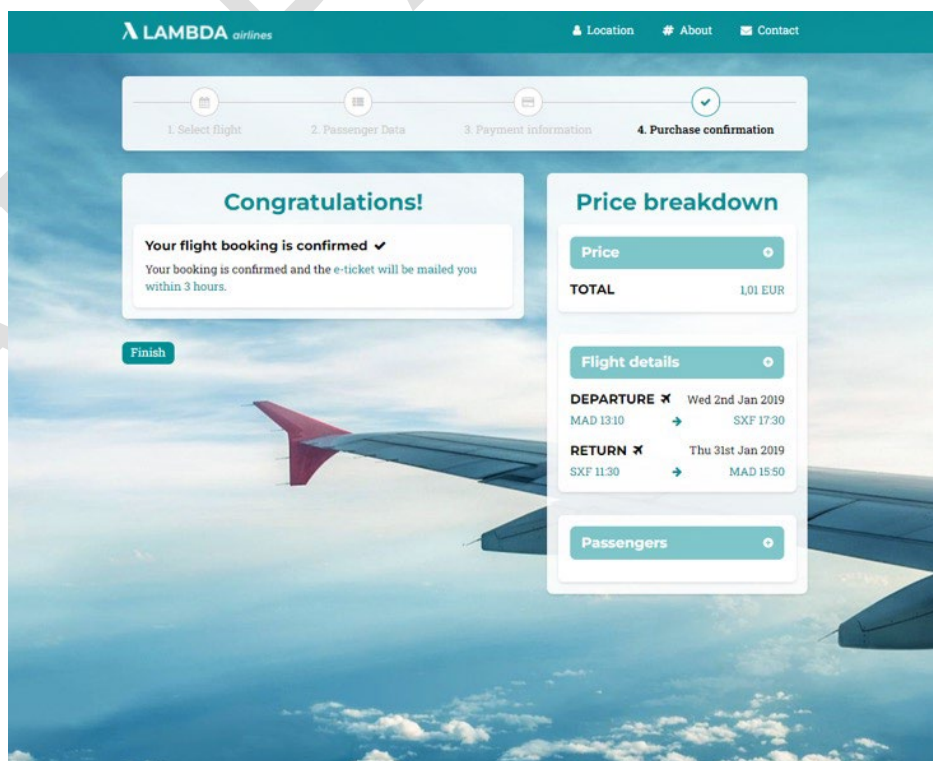 LAMBDA airlines
Location # About Contact
1. Select flight 2. Passenger Data 3. Payment information 4. Purchase confirmation
Congratulations!
Your flight booking is confirmed ✔
Your booking is confirmed and the e-ticket will be mailed you
within 3 hours.
Finish
Price breakdown
Price
TOTAL 1,01 EUR
Flight details
DEPARTURE Wed 2nd Jan 2019
MAD 13:10 → SXF 17:30
RETURN Thu 31st Jan 2019
SXF 11:30 → MAD 15:50
Passengers